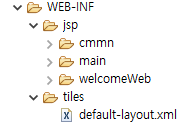 WEB-INF
jsp
cmmn
main
welcomeWeb
tiles
default-layout.xml